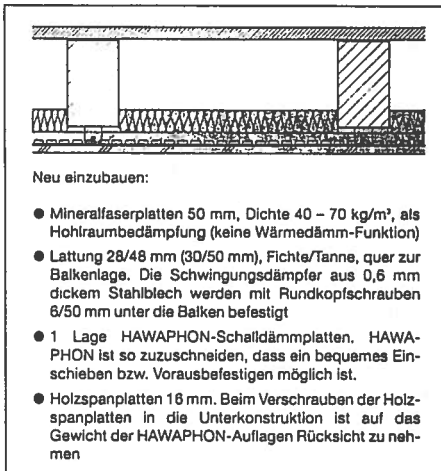 Neu einzubauen:
● Mineralfaserplatten 50 mm, Dichte 40 – 70 kg/m³, als
Hohlraumbedämpfung (keine Wärmedämm-Funktion)
● Lattung 28/48 mm (30/50 mm), Fichte/Tanne, quer zur
Balkenlage. Die Schwingungsdämpfer aus 0,6 mm
dickem Stahlblech werden mit Rundkopfschrauben
6/50 mm unter die Balken befestigt
● 1 Lage HAWAPHON-Schalldämmplatten. HAWA-
PHON ist so zuzuschneiden, dass ein bequemes Ein-
schieben bzw. Vorausbefestigen möglich ist.
● Holzspanplatten 16 mm. Beim Verschrauben der Holz-
spanplatten in die Unterkonstruktion ist auf das
Gewicht der HAWAPHON-Auflagen Rücksicht zu neh-
men